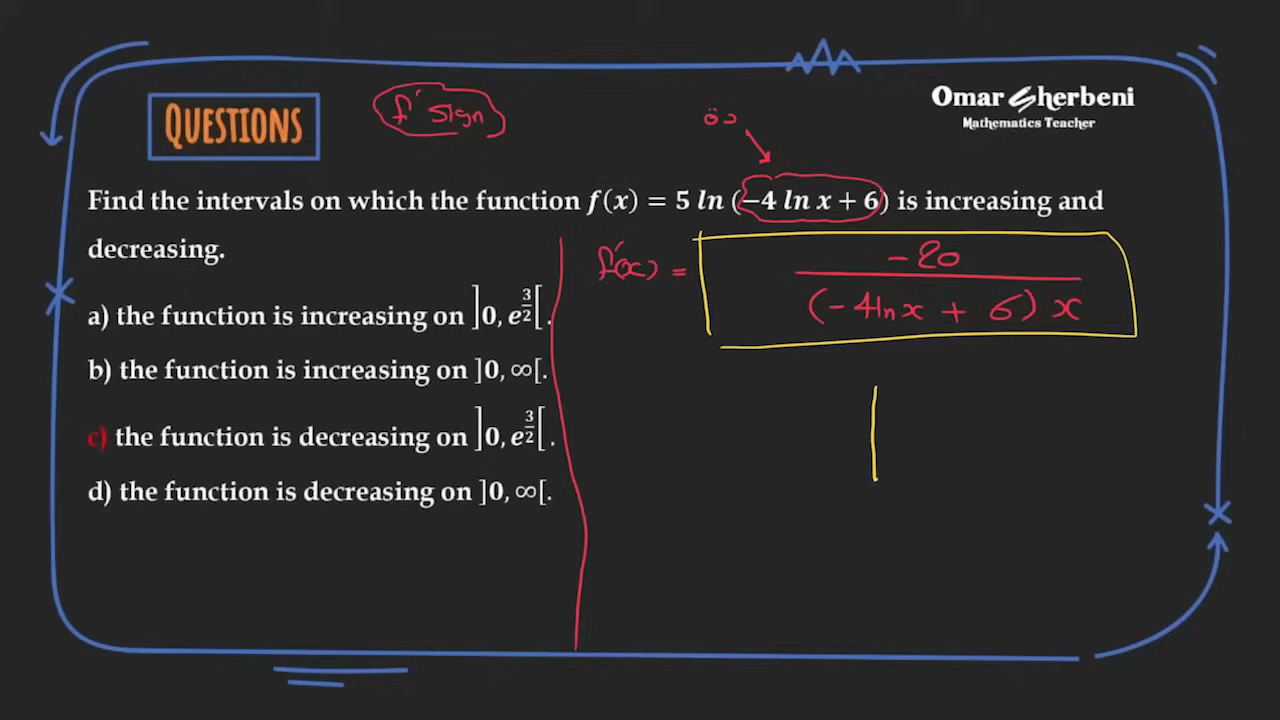 Omar Sherbeni
Mathematics Teacher
QUESTIONS
f' sign
Find the intervals on which the function f(x) = 5 ln (−4 ln x + 6) is increasing and
decreasing.
a) the function is increasing on ]0, e^(3/2)[.
b) the function is increasing on ]0, ∞[.
c) the function is decreasing on ]0, e^(3/2)[.
d) the function is decreasing on ]0, ∞[.
f'(x) = -20 / ((-4lnx + 6) x)